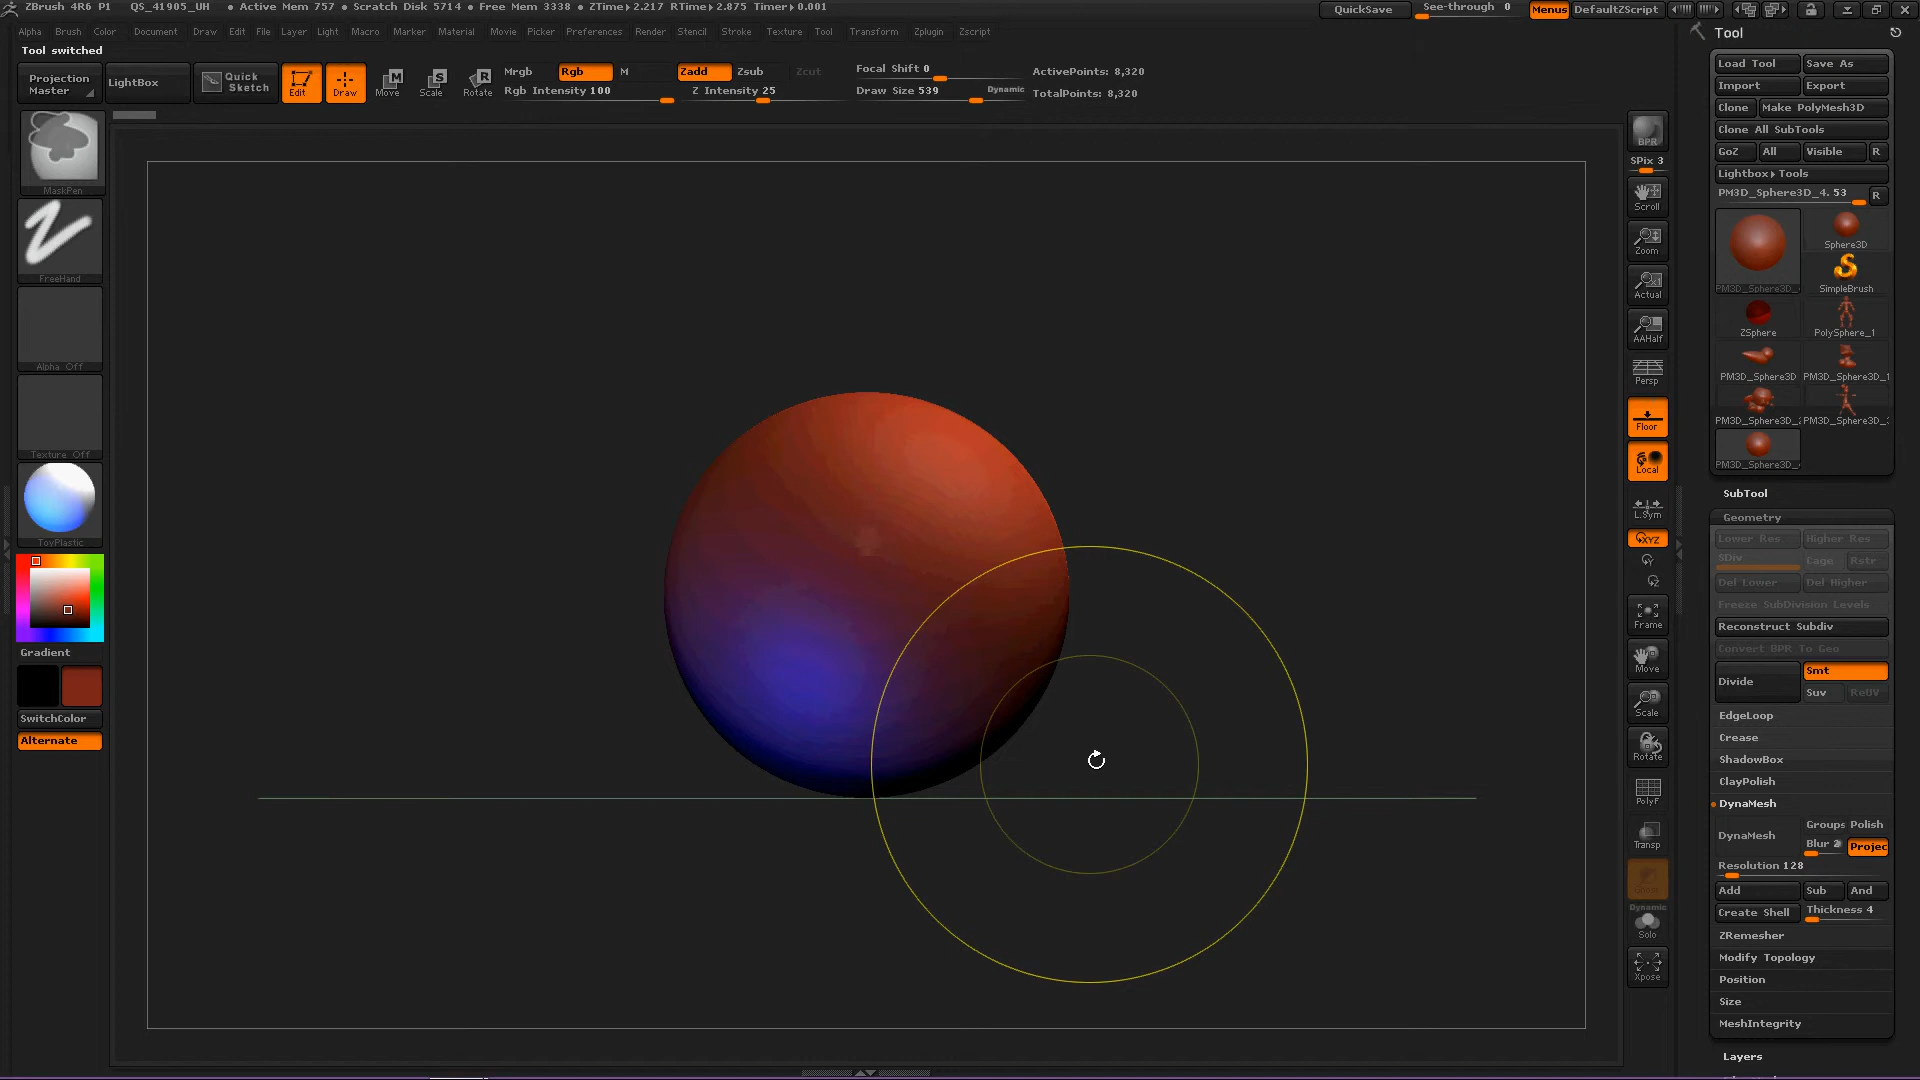 ZBrush 4R6 P1 QS_41905_UH • Active Mem 757 • Scratch Disk 5714 • Free Mem 3338 • ZTime▸2.217 RTime▸2.875 Timer▸0.001
QuickSave
See-through 0
Menus
DefaultZScript
Alpha Brush Color Document Draw Edit File Layer Light Macro Marker Material Movie Picker Preferences Render Stencil Stroke Texture Tool Transform Zplugin Zscript
Tool switched
Projection Master
LightBox
Quick Sketch
Edit
Draw
Move
Scale
Rotate
Mrgb Rgb M
Rgb Intensity 100
Zadd Zsub Zcut
Z Intensity 25
Focal Shift 0
Draw Size 539
Dynamic
ActivePoints: 8,320
TotalPoints: 8,320
MaskPen
FreeHand
Alpha Off
Texture Off
ToyPlastic
Gradient
SwitchColor
Alternate
BPR
SPix 3
Scroll
Zoom
Actual
AAHalf
Persp
Floor
Local
L.Sym
XYZ
Y
Z
Frame
Move
Scale
Rotate
PolyF
Transp
Dynamic
Solo
Xpose
Tool
Load Tool Save As
Import Export
Clone Make PolyMesh3D
Clone All SubTools
GoZ All Visible R
Lightbox▸Tools
PM3D_Sphere3D_4. 53 R
Sphere3D
SimpleBrush
ZSphere PolySphere_1
PM3D_Sphere3D PM3D_Sphere3D_1
SubTool
Geometry
Lower Res Higher Res
SDiv Cage Rstr
Del Lower Del Higher
Freeze SubDivision Levels
Reconstruct Subdiv
Convert BPR To Geo
Divide Smt
Suv ReUV
EdgeLoop
Crease
ShadowBox
ClayPolish
DynaMesh
DynaMesh
Groups Polish
Blur 2 Projec
Resolution 128
Add Sub And
Create Shell Thickness 4
ZRemesher
Modify Topology
Position
Size
MeshIntegrity
Layers